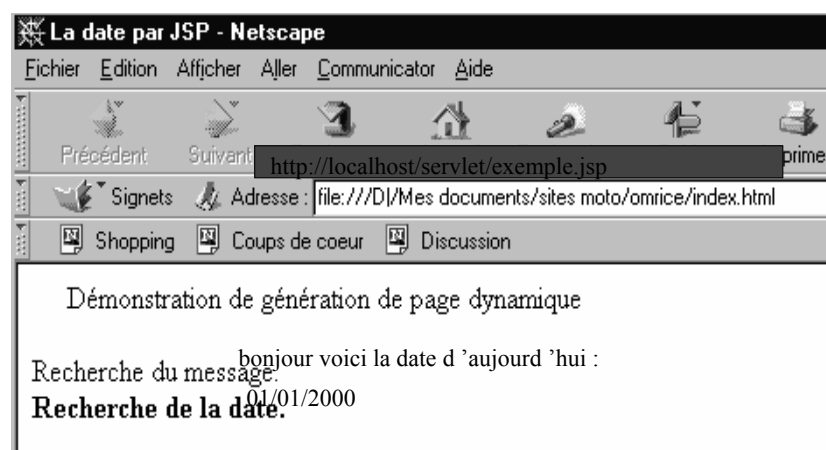 La date par JSP - Netscape
Fichier Edition Afficher Aller Communicator Aide
Précédent Suivant
http://localhost/servlet/exemple.jsp
Signets Adresse : file:///D|/Mes documents/sites moto/omrice/index.html
Shopping Coups de coeur Discussion
Démonstration de génération de page dynamique
bonjour voici la date d ’aujourd ’hui :
Recherche du message.
01/01/2000
Recherche de la date.